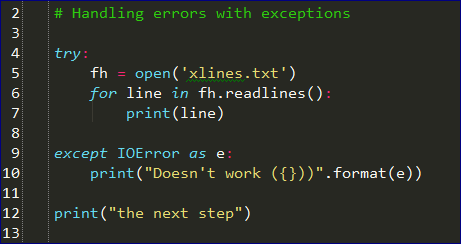 2 # Handling errors with exceptions
3
4 try:
5 fh = open('xlines.txt')
6 for line in fh.readlines():
7 print(line)
8
9 except IOError as e:
10 print("Doesn't work ({}))".format(e))
11
12 print("the next step")
13